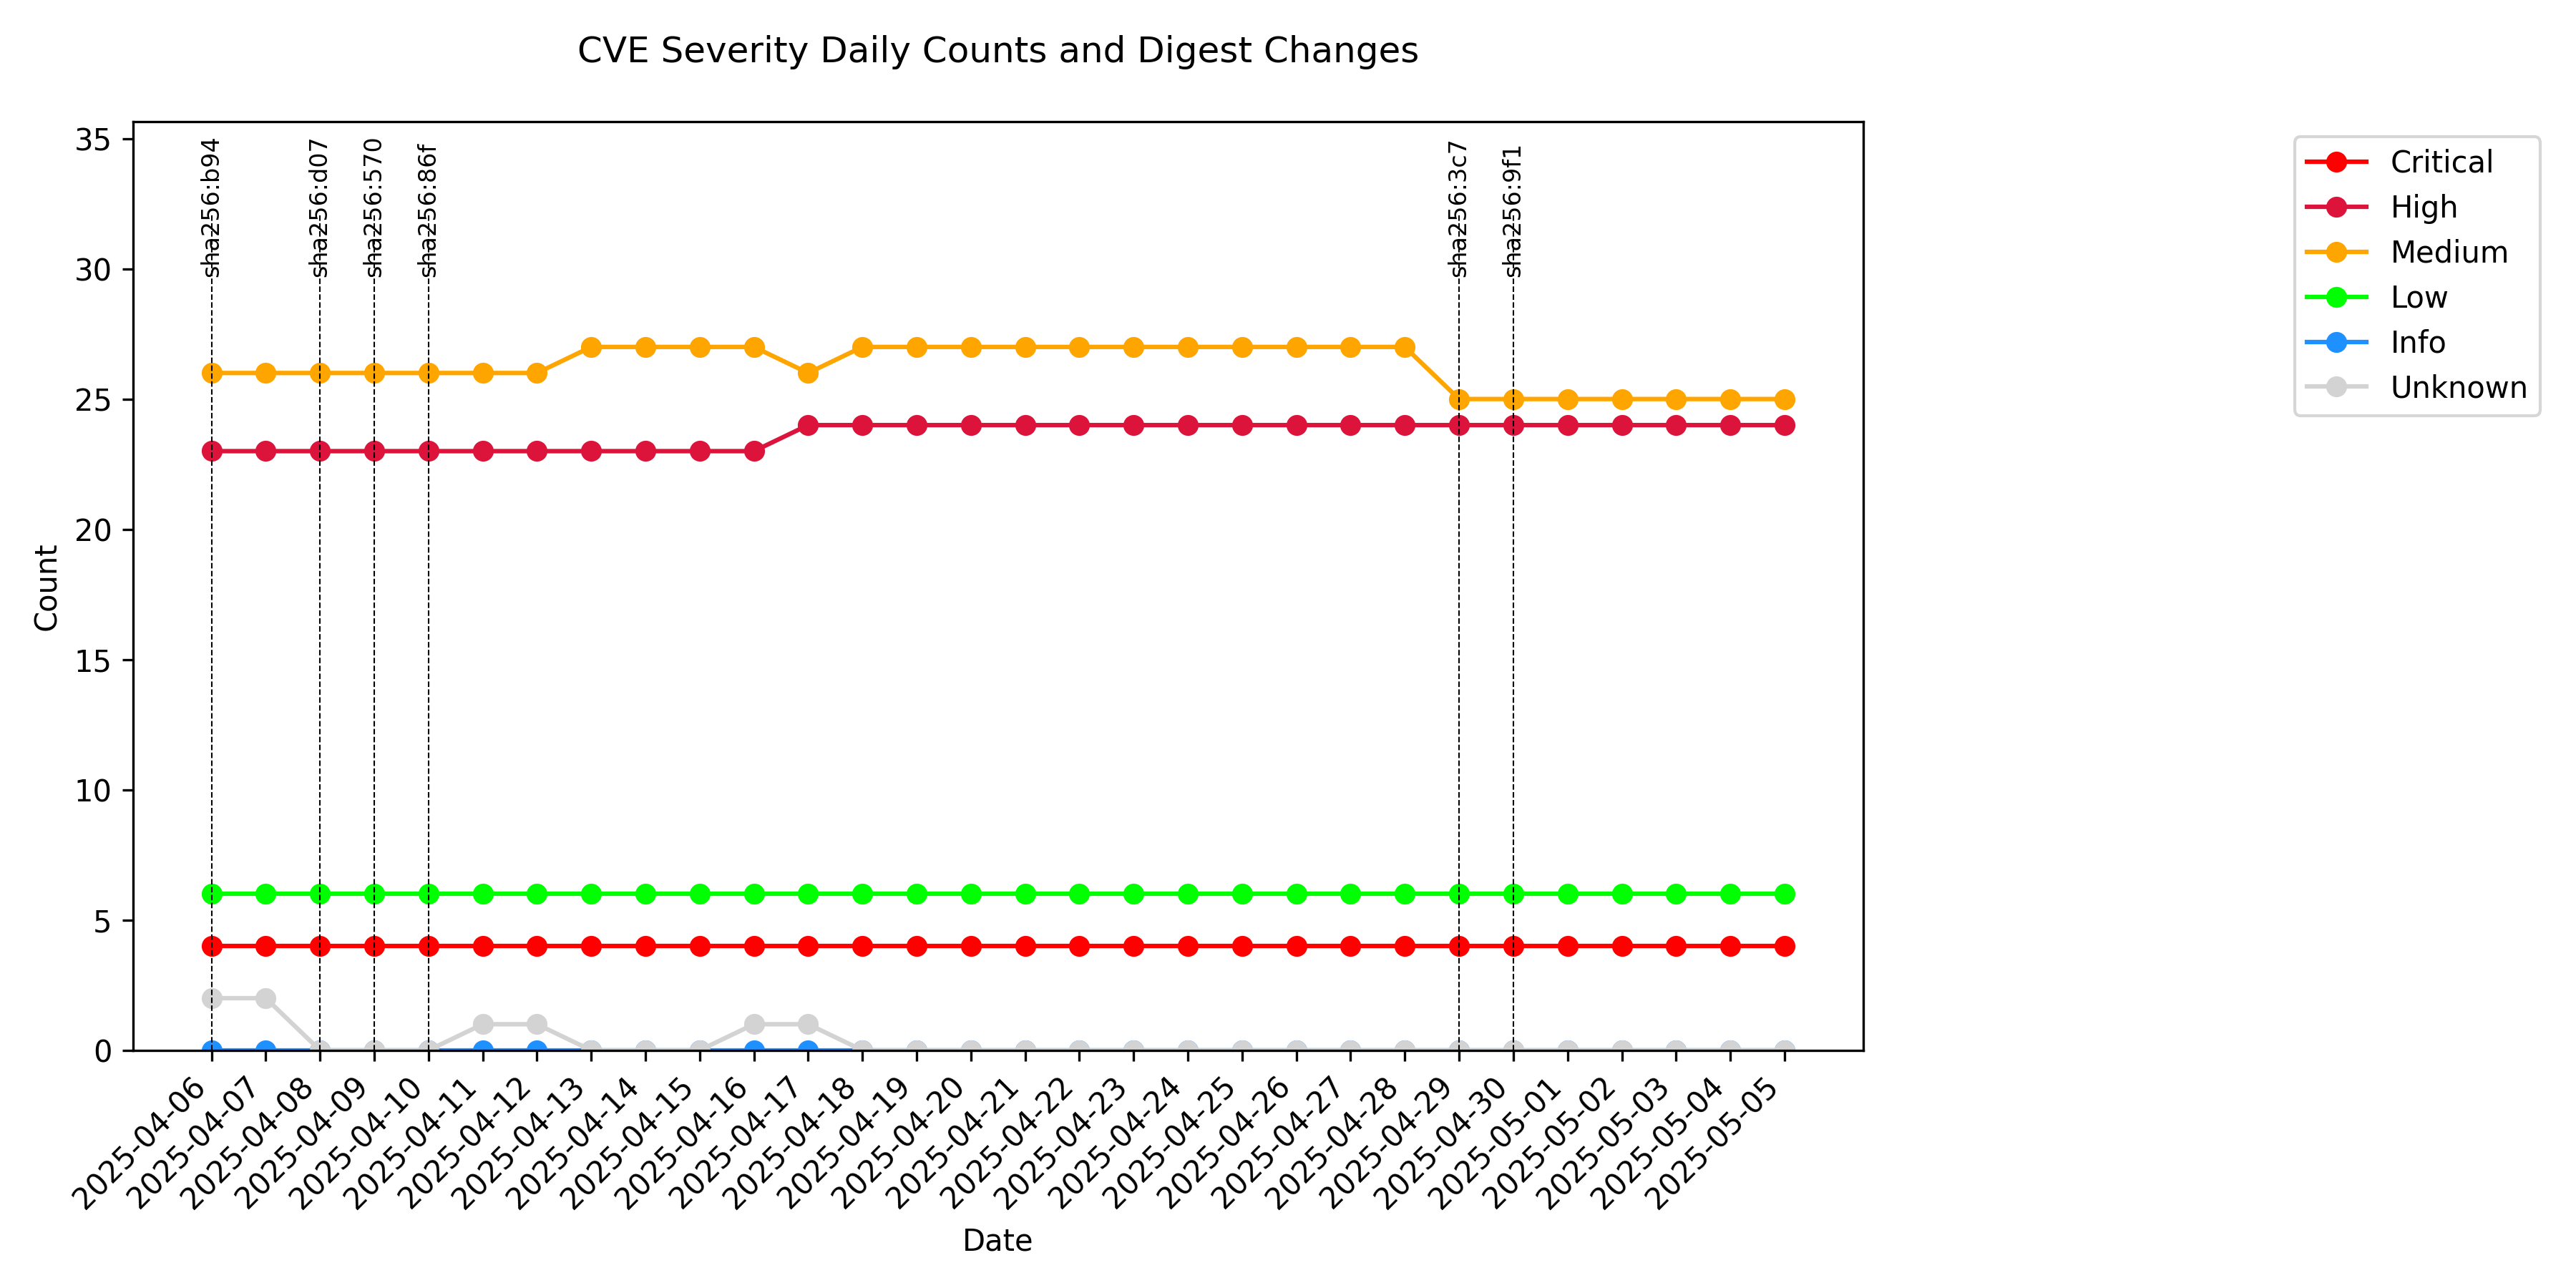 CVE Severity Daily Counts and Digest Changes
35
30
25
20
15
10
5
0
Count
sha256:b94
sha256:d07
sha256:570
sha256:86f
sha256:3c7
sha256:9f1
Critical
High
Medium
Low
Info
Unknown
2025-04-06
2025-04-07
2025-04-08
2025-04-09
2025-04-10
2025-04-11
2025-04-12
2025-04-13
2025-04-14
2025-04-15
2025-04-16
2025-04-17
2025-04-18
2025-04-19
2025-04-20
2025-04-21
2025-04-22
2025-04-23
2025-04-24
2025-04-25
2025-04-26
2025-04-27
2025-04-28
2025-04-29
2025-04-30
2025-05-01
2025-05-02
2025-05-03
2025-05-04
2025-05-05
Date